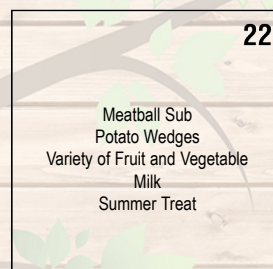 22
Meatball Sub
Potato Wedges
Variety of Fruit and Vegetable
Milk
Summer Treat